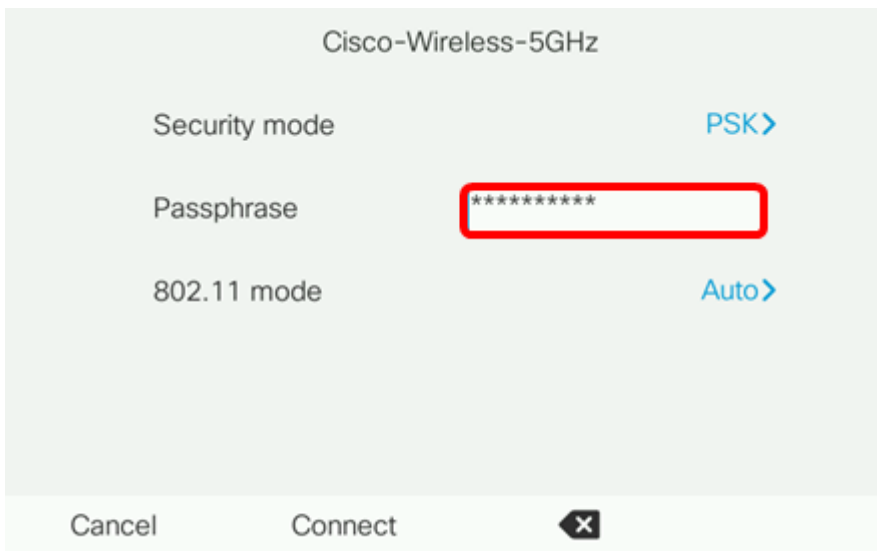 Cisco-Wireless-5GHz
Security mode PSK>
Passphrase **********
802.11 mode Auto>
Cancel Connect